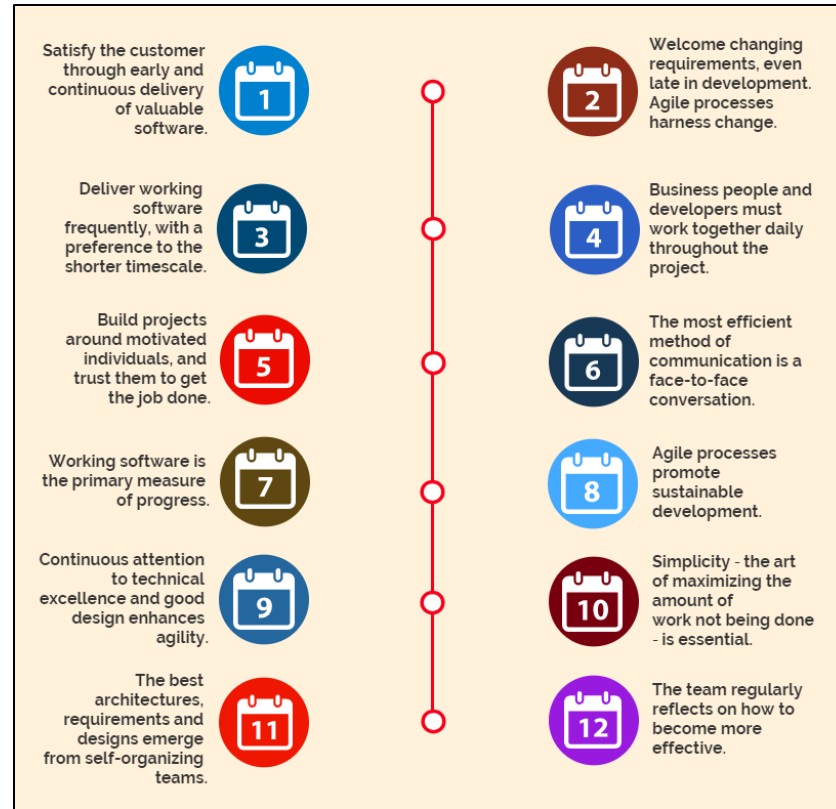 Satisfy the customer
through early and
continuous delivery
of valuable
software.
1
2
Welcome changing
requirements, even
late in development.
Agile processes
harness change.
Deliver working
software
frequently, with a
preference to the
shorter timescale.
3
4
Business people and
developers must
work together daily
throughout the
project.
Build projects
around motivated
individuals, and
trust them to get
the job done.
5
6
The most efficient
method of
communication is a
face-to-face
conversation.
Working software is
the primary measure
of progress.
7
8
Agile processes
promote
sustainable
development.
Continuous attention
to technical
excellence and good
design enhances
agility.
9
10
Simplicity - the art
of maximizing the
amount of
work not being done
- is essential.
The best
architectures,
requirements and
designs emerge
from self-organizing
teams.
11
12
The team regularly
reflects on how to
become more
effective.